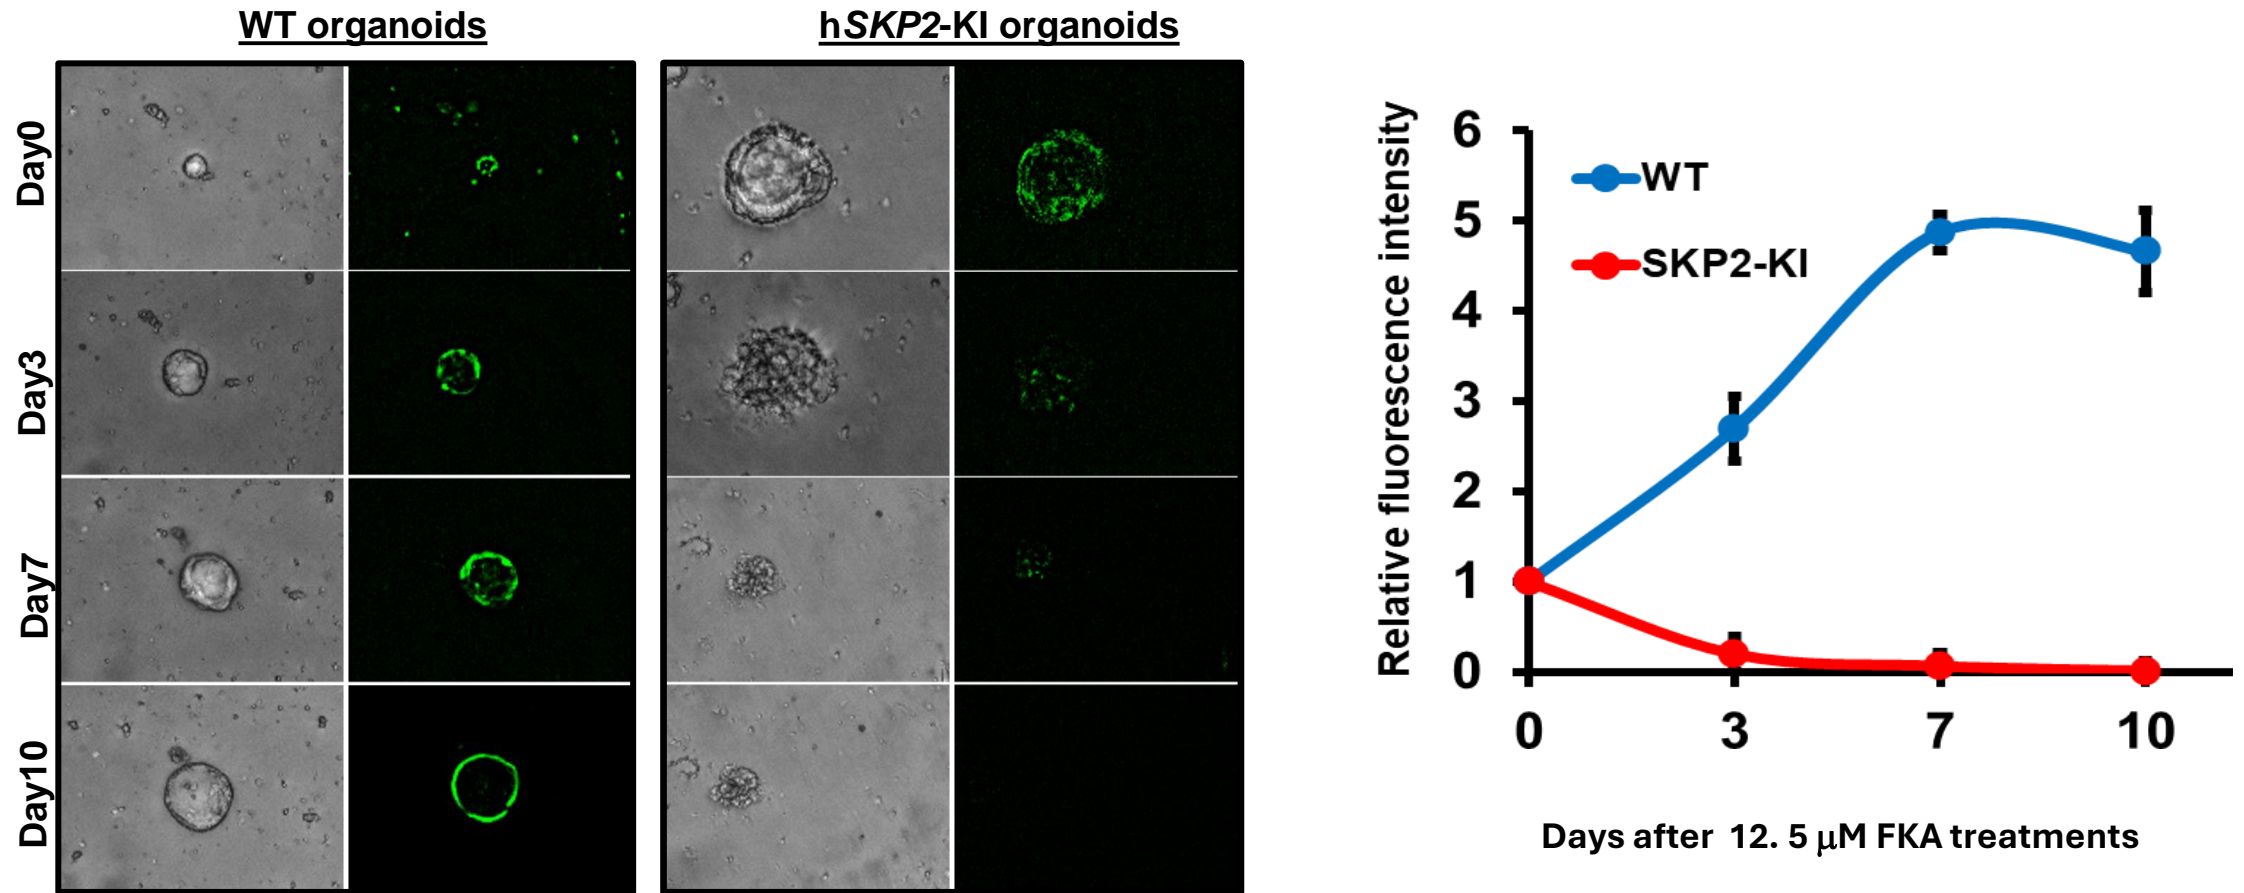 WT organoids
hSKP2-KI organoids
Day0
Day3
Day7
Day10
Relative fluorescence intensity
6
5
4
3
2
1
0
WT
SKP2-KI
0 3 7 10
Days after 12. 5 μM FKA treatments